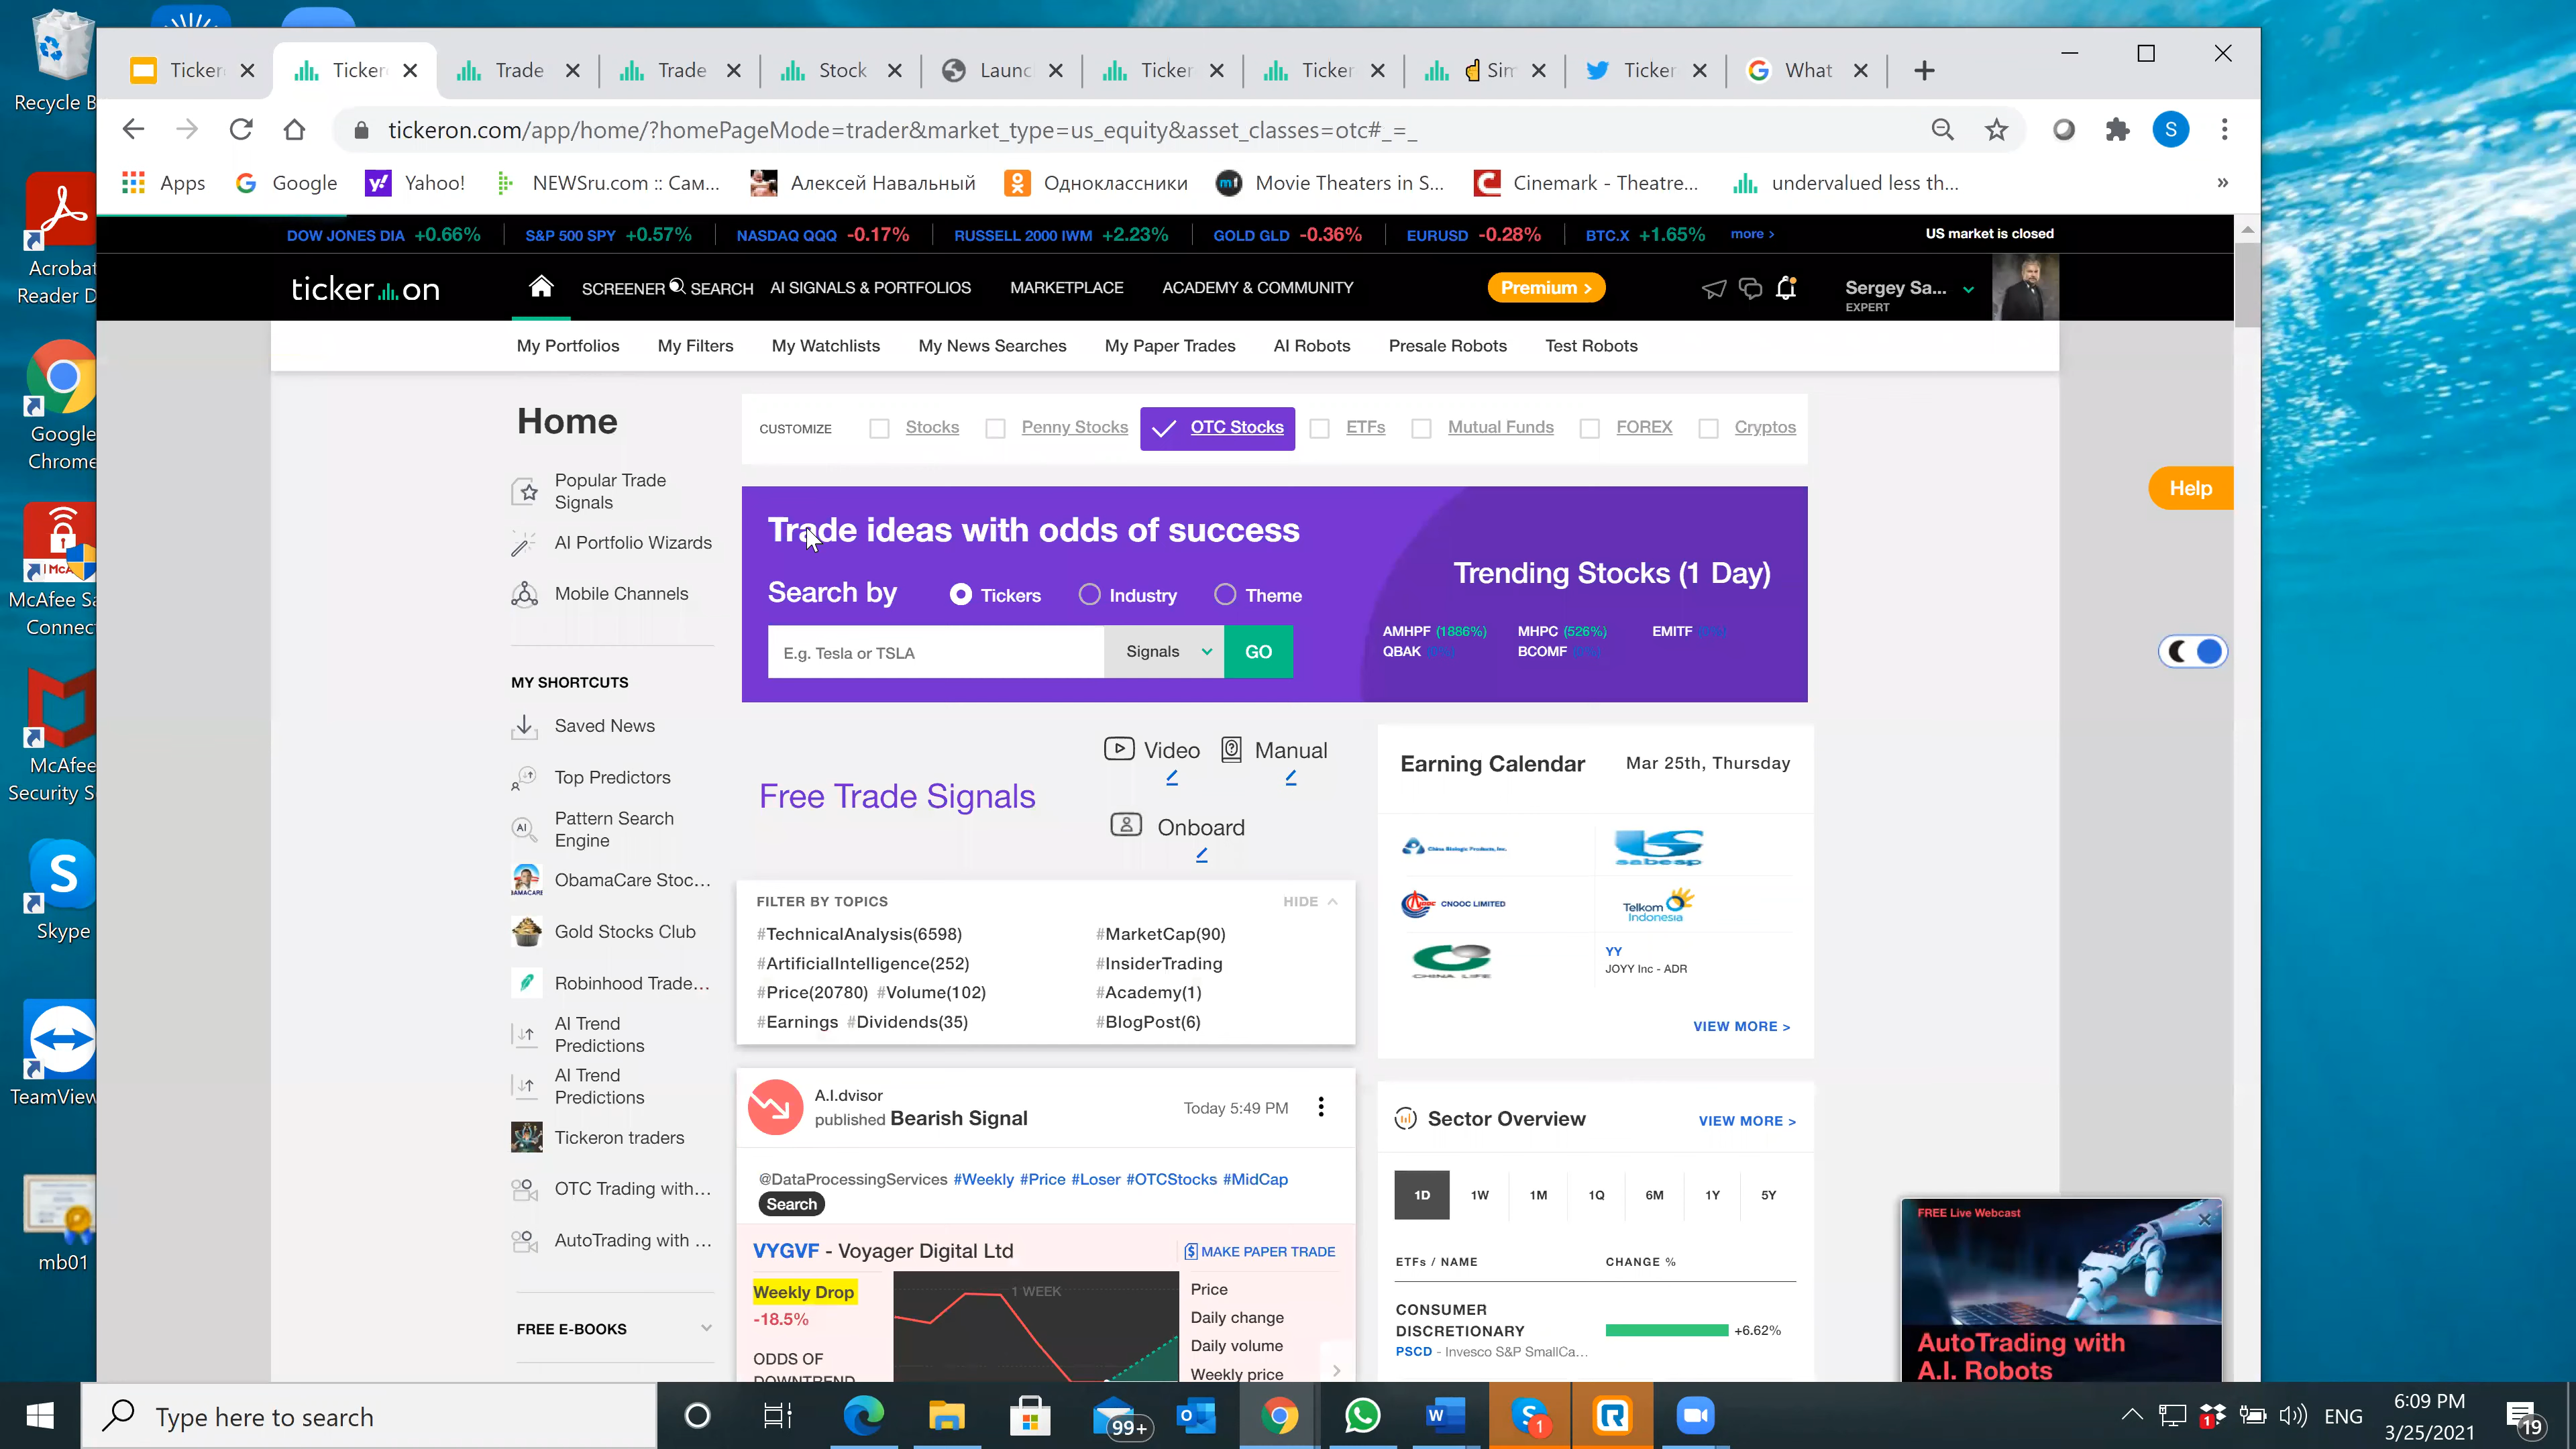 Recycle B
Acrobat
Reader D
Google
Chrome
McAfee Sa
Connect
McAfee
Security S
Skype
TeamView
mb01
Ticker
Ticker
Trade
Trade
Stock
Launc
Ticker
Ticker
Sim
Ticker
What
tickeron.com/app/home/?homePageMode=trader&market_type=us_equity&asset_classes=otc#_=_
S
Apps
Google
Yahoo!
NEWSru.com :: Сам...
Алексей Навальный
Одноклассники
Movie Theaters in S...
Cinemark - Theatre...
undervalued less th...
»
DOW JONES DIA +0.66%
S&P 500 SPY +0.57%
NASDAQ QQQ -0.17%
RUSSELL 2000 IWM +2.23%
GOLD GLD -0.36%
EURUSD -0.28%
BTC.X +1.65%
more >
US market is closed
tickeron
SCREENER SEARCH
AI SIGNALS & PORTFOLIOS
MARKETPLACE
ACADEMY & COMMUNITY
Premium >
Sergey Sa...
EXPERT
My Portfolios
My Filters
My Watchlists
My News Searches
My Paper Trades
AI Robots
Presale Robots
Test Robots
Home
Popular Trade
Signals
AI Portfolio Wizards
Mobile Channels
MY SHORTCUTS
Saved News
Top Predictors
Pattern Search
Engine
ObamaCare Stoc...
Gold Stocks Club
Robinhood Trade...
AI Trend
Predictions
AI Trend
Predictions
Tickeron traders
OTC Trading with...
AutoTrading with ...
FREE E-BOOKS
CUSTOMIZE
Stocks
Penny Stocks
OTC Stocks
ETFs
Mutual Funds
FOREX
Cryptos
Trade ideas with odds of success
Search by
Tickers
Industry
Theme
E.g. Tesla or TSLA
Signals
GO
Trending Stocks (1 Day)
AMHPF (1886%)
MHPC (526%)
EMITF (0%)
QBAK (0%)
BCOMF (0%)
Help
Free Trade Signals
Video
Manual
Onboard
FILTER BY TOPICS
HIDE
#TechnicalAnalysis(6598)
#MarketCap(90)
#ArtificialIntelligence(252)
#InsiderTrading
#Price(20780) #Volume(102)
#Academy(1)
#Earnings #Dividends(35)
#BlogPost(6)
A.I.dvisor
published Bearish Signal
Today 5:49 PM
@DataProcessingServices #Weekly #Price #Loser #OTCStocks #MidCap
Search
VYGVF - Voyager Digital Ltd
MAKE PAPER TRADE
Weekly Drop
-18.5%
ODDS OF
DOWNTREND
1 WEEK
Price
Daily change
Daily volume
Weekly price
Earning Calendar
Mar 25th, Thursday
China Biologic Products, Inc.
sabesp
CNOOC LIMITED
Telkom
Indonesia
CHINA LIFE
YY
JOYY Inc - ADR
VIEW MORE >
Sector Overview
VIEW MORE >
1D
1W
1M
1Q
6M
1Y
5Y
ETFs / NAME
CHANGE %
CONSUMER
DISCRETIONARY
+6.62%
PSCD - Invesco S&P SmallCa...
FREE Live Webcast
AutoTrading with
A.I. Robots
Type here to search
99+
1
1
ENG
6:09 PM
3/25/2021
19